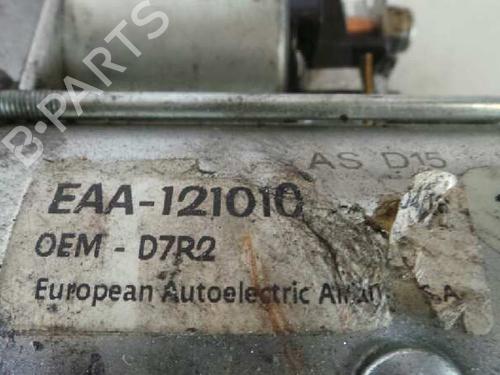 B-PARTS
AS D15
EAA-121010
OEM - D7R2
European Autoelectric S.A.